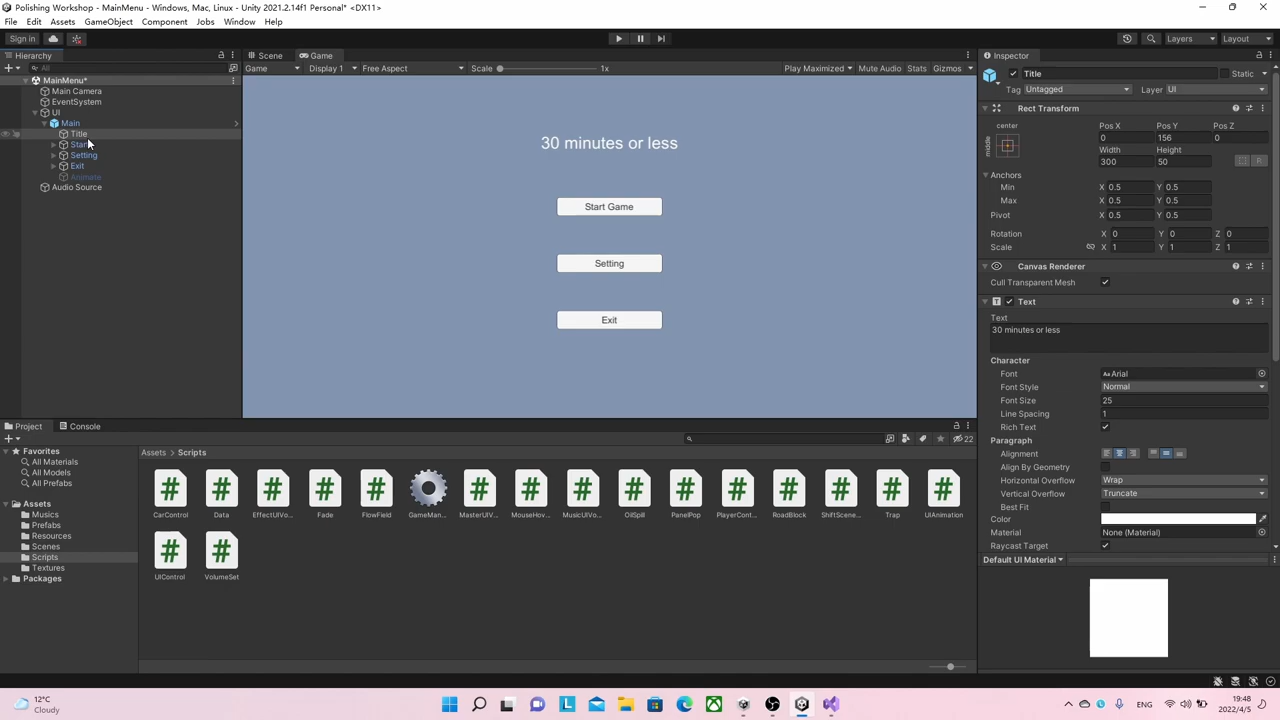 Polishing Workshop - MainMenu - Windows, Mac, Linux - Unity 2021.2.14f1 Personal* <DX11>
File Edit Assets GameObject Component Jobs Window Help
Sign in
Layers Layout
Hierarchy
All
MainMenu*
Main Camera
EventSystem
UI
Main
Title
Start
Setting
Exit
Animate
Audio Source
Scene Game
Game Display 1 Free Aspect Scale 1x Play Maximized Mute Audio Stats Gizmos
30 minutes or less
Start Game
Setting
Exit
Inspector
Title Static
Tag Untagged Layer UI
Rect Transform
center Pos X Pos Y Pos Z
middle 0 156 0
Width Height
300 50 R
Anchors
Min X 0.5 Y 0.5
Max X 0.5 Y 0.5
Pivot X 0.5 Y 0.5
Rotation X 0 Y 0 Z 0
Scale X 1 Y 1 Z 1
Canvas Renderer
Cull Transparent Mesh
Text
Text
30 minutes or less
Character
Font Arial
Font Style Normal
Font Size 25
Line Spacing 1
Rich Text
Paragraph
Alignment
Align By Geometry
Horizontal Overflow Wrap
Vertical Overflow Truncate
Best Fit
Color
Material None (Material)
Raycast Target
Default UI Material
Project Console
22
Favorites
All Materials
All Models
All Prefabs
Assets
Musics
Prefabs
Resources
Scenes
Scripts
Textures
Packages
Assets > Scripts
CarControl Data EffectUIVo... Fade FlowField GameMan... MasterUIV... MouseHov... MusicUIVo... OilSpill PanelPop PlayerCont... RoadBlock ShiftScene... Trap UIAnimation
UIControl VolumeSet
12°C
Cloudy
ENG
19:48
2022/4/5